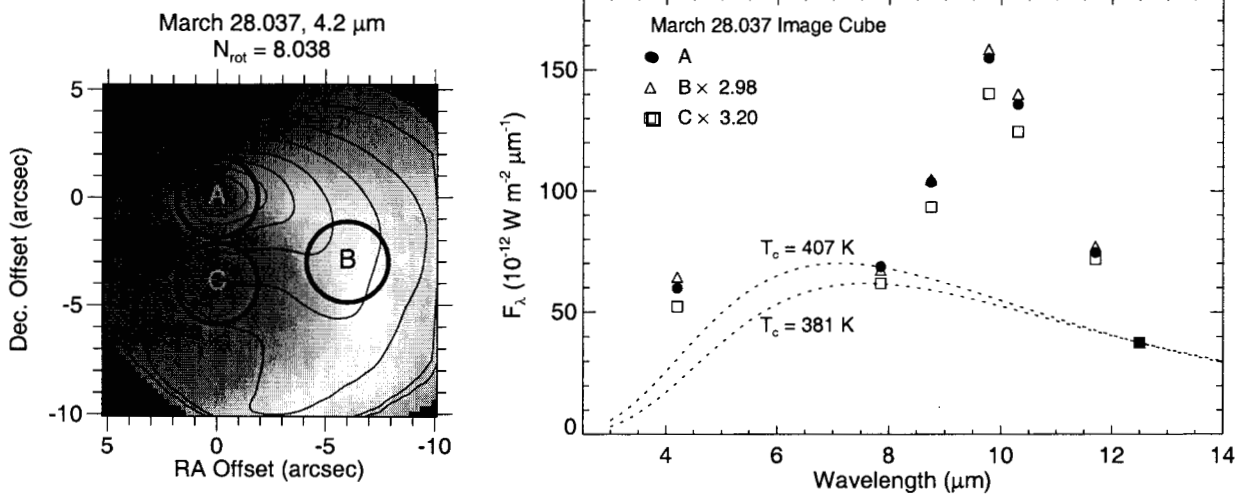 March 28.037, 4.2 μm
N_rot = 8.038
5
0
-5
-10
Dec. Offset (arcsec)
A
B
C
5
0
-5
-10
RA Offset (arcsec)
March 28.037 Image Cube
A
B × 2.98
C × 3.20
150
100
50
0
F_λ (10^-12 W m^-2 μm^-1)
T_c = 407 K
T_c = 381 K
4
6
8
10
12
14
Wavelength (μm)